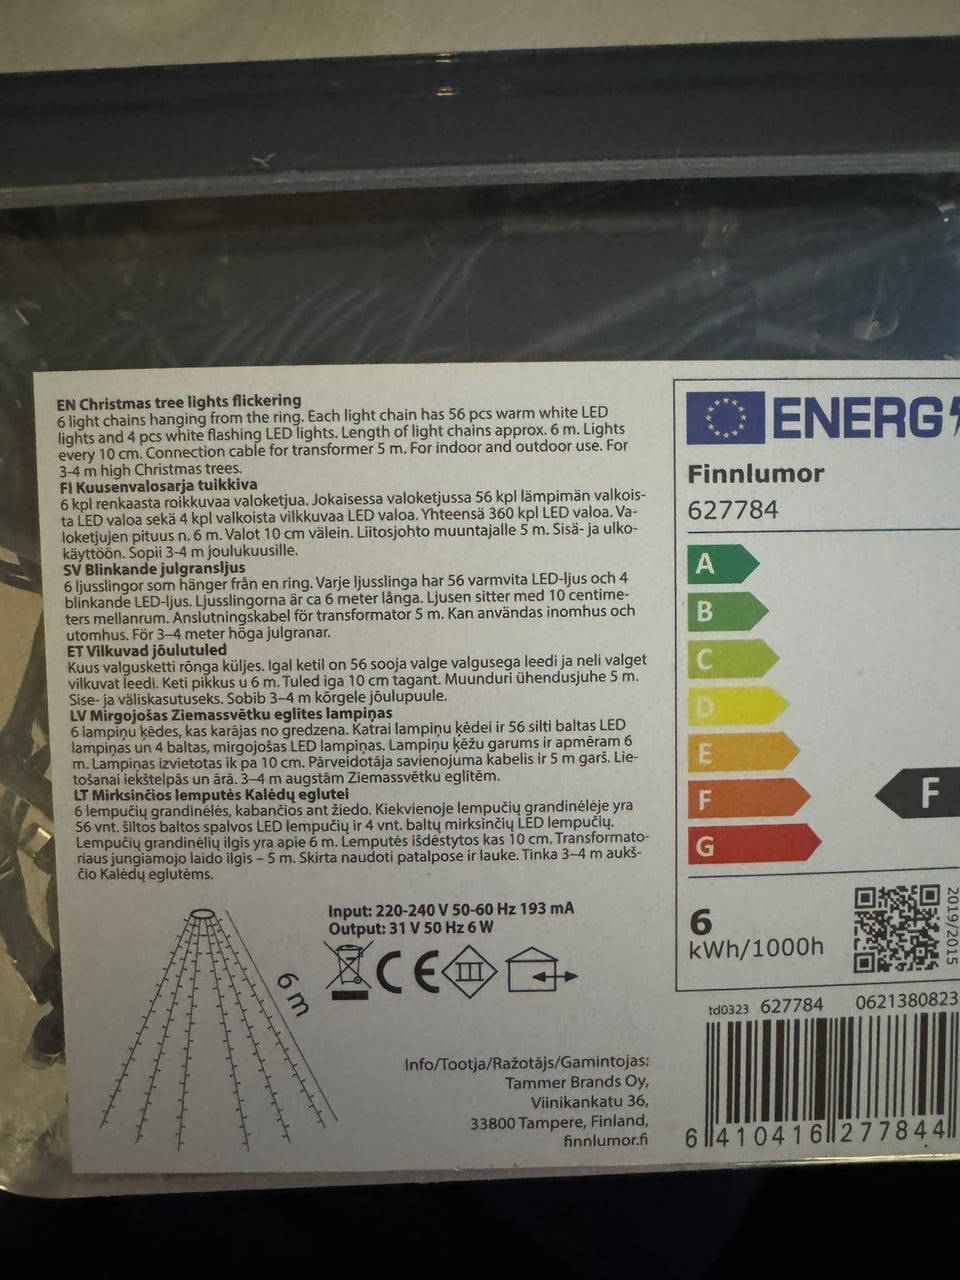 EN Christmas tree lights flickering
6 light chains hanging from the ring. Each light chain has 56 pcs warm white LED
lights and 4 pcs white flashing LED lights. Length of light chains approx. 6 m. Lights
every 10 cm. Connection cable for transformer 5 m. For indoor and outdoor use. For
3-4 m high Christmas trees.
FI Kuusenvalosarja tuikkiva
6 kpl renkaasta roikkuvaa valoketjua. Jokaisessa valoketjussa 56 kpl lämpimän valkois-
ta LED valoa sekä 4 kpl valkoista vilkkuvaa LED valoa. Yhteensä 360 kpl LED valoa. Va-
loketjujen pituus n. 6 m. Valot 10 cm välein. Liitosjohto muuntajalle 5 m. Sisä- ja ulko-
käyttöön. Sopii 3-4 m joulukuusille.
SV Blinkande julgransljus
6 ljusslingor som hänger från en ring. Varje ljusslinga har 56 varmvita LED-ljus och 4
blinkande LED-ljus. Ljusslingorna är ca 6 meter långa. Ljusen sitter med 10 centime-
ters mellanrum. Anslutningskabel för transformator 5 m. Kan användas inomhus och
utomhus. För 3–4 meter höga julgranar.
ET Vilkuvad jõulutuled
Kuus valgusketti rõnga küljes. Igal ketil on 56 sooja valge valgusega leedi ja neli valget
vilkuvat leedi. Keti pikkus u 6 m. Tuled iga 10 cm tagant. Muunduri ühendusjuhe 5 m.
Sise- ja väliskasutuseks. Sobib 3–4 m kõrgele jõulupuule.
LV Mirgojošas Ziemassvētku eglītes lampiņas
6 lampiņu ķēdes, kas karājas no gredzena. Katrai lampiņu ķēdei ir 56 silti baltas LED
lampiņas un 4 baltas, mirgojošas LED lampiņas. Lampiņu ķēžu garums ir apmēram 6
m. Lampiņas izvietotas ik pa 10 cm. Pārveidotāja savienojuma kabelis ir 5 m garš. Lie-
tošanai iekštelpās un ārā. 3–4 m augstām Ziemassvētku eglītēm.
LT Mirksinčios lemputės Kalėdų eglutei
6 lempučių grandinėlės, kabančios ant žiedo. Kiekvienoje lempučių grandinėlėje yra
56 vnt. šiltos baltos spalvos LED lempučių ir 4 vnt. baltų mirksinčių LED lempučių.
Lempučių grandinėlių ilgis yra apie 6 m. Lemputės išdėstytos kas 10 cm. Transformato-
riaus jungiamojo laido ilgis – 5 m. Skirta naudoti patalpose ir lauke. Tinka 3–4 m aukš-
čio Kalėdų eglutėms.
6 m
Input: 220-240 V 50-60 Hz 193 mA
Output: 31 V 50 Hz 6 W
CE
III
Info/Tootja/Ražotājs/Gamintojas:
Tammer Brands Oy,
Viinikankatu 36,
33800 Tampere, Finland,
finnlumor.fi
ENERG
Finnlumor
627784
A
B
C
D
E
F
F
G
6
kWh/1000h
2019/2015
td0323 627784 0621380823
6 410416 277844